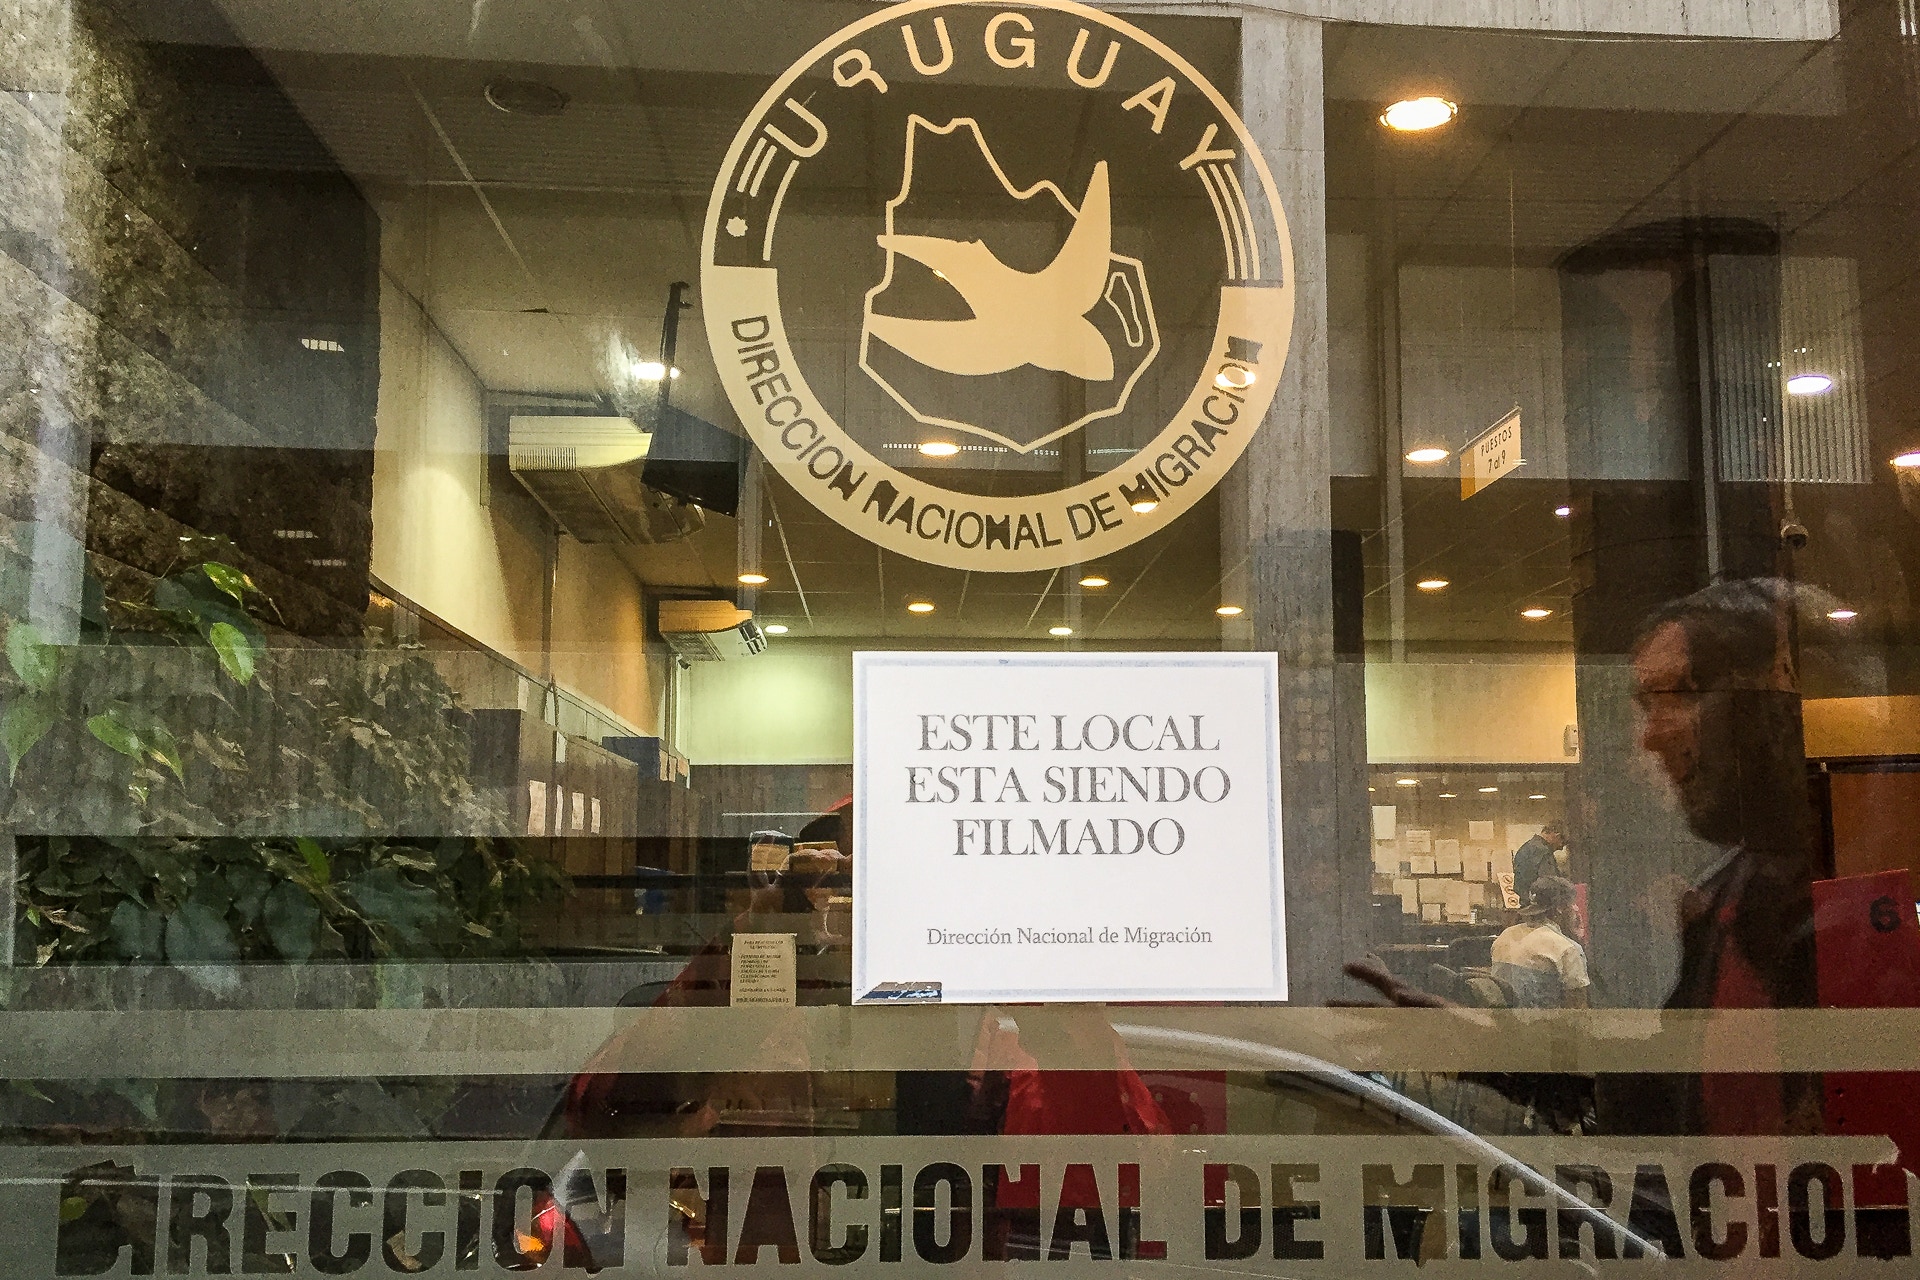 URUGUAY
DIRECCION NACIONAL DE MIGRACION
PUESTOS
7 al 9
ESTE LOCAL
ESTA SIENDO
FILMADO
Dirección Nacional de Migración
6
DIRECCION NACIONAL DE MIGRACION